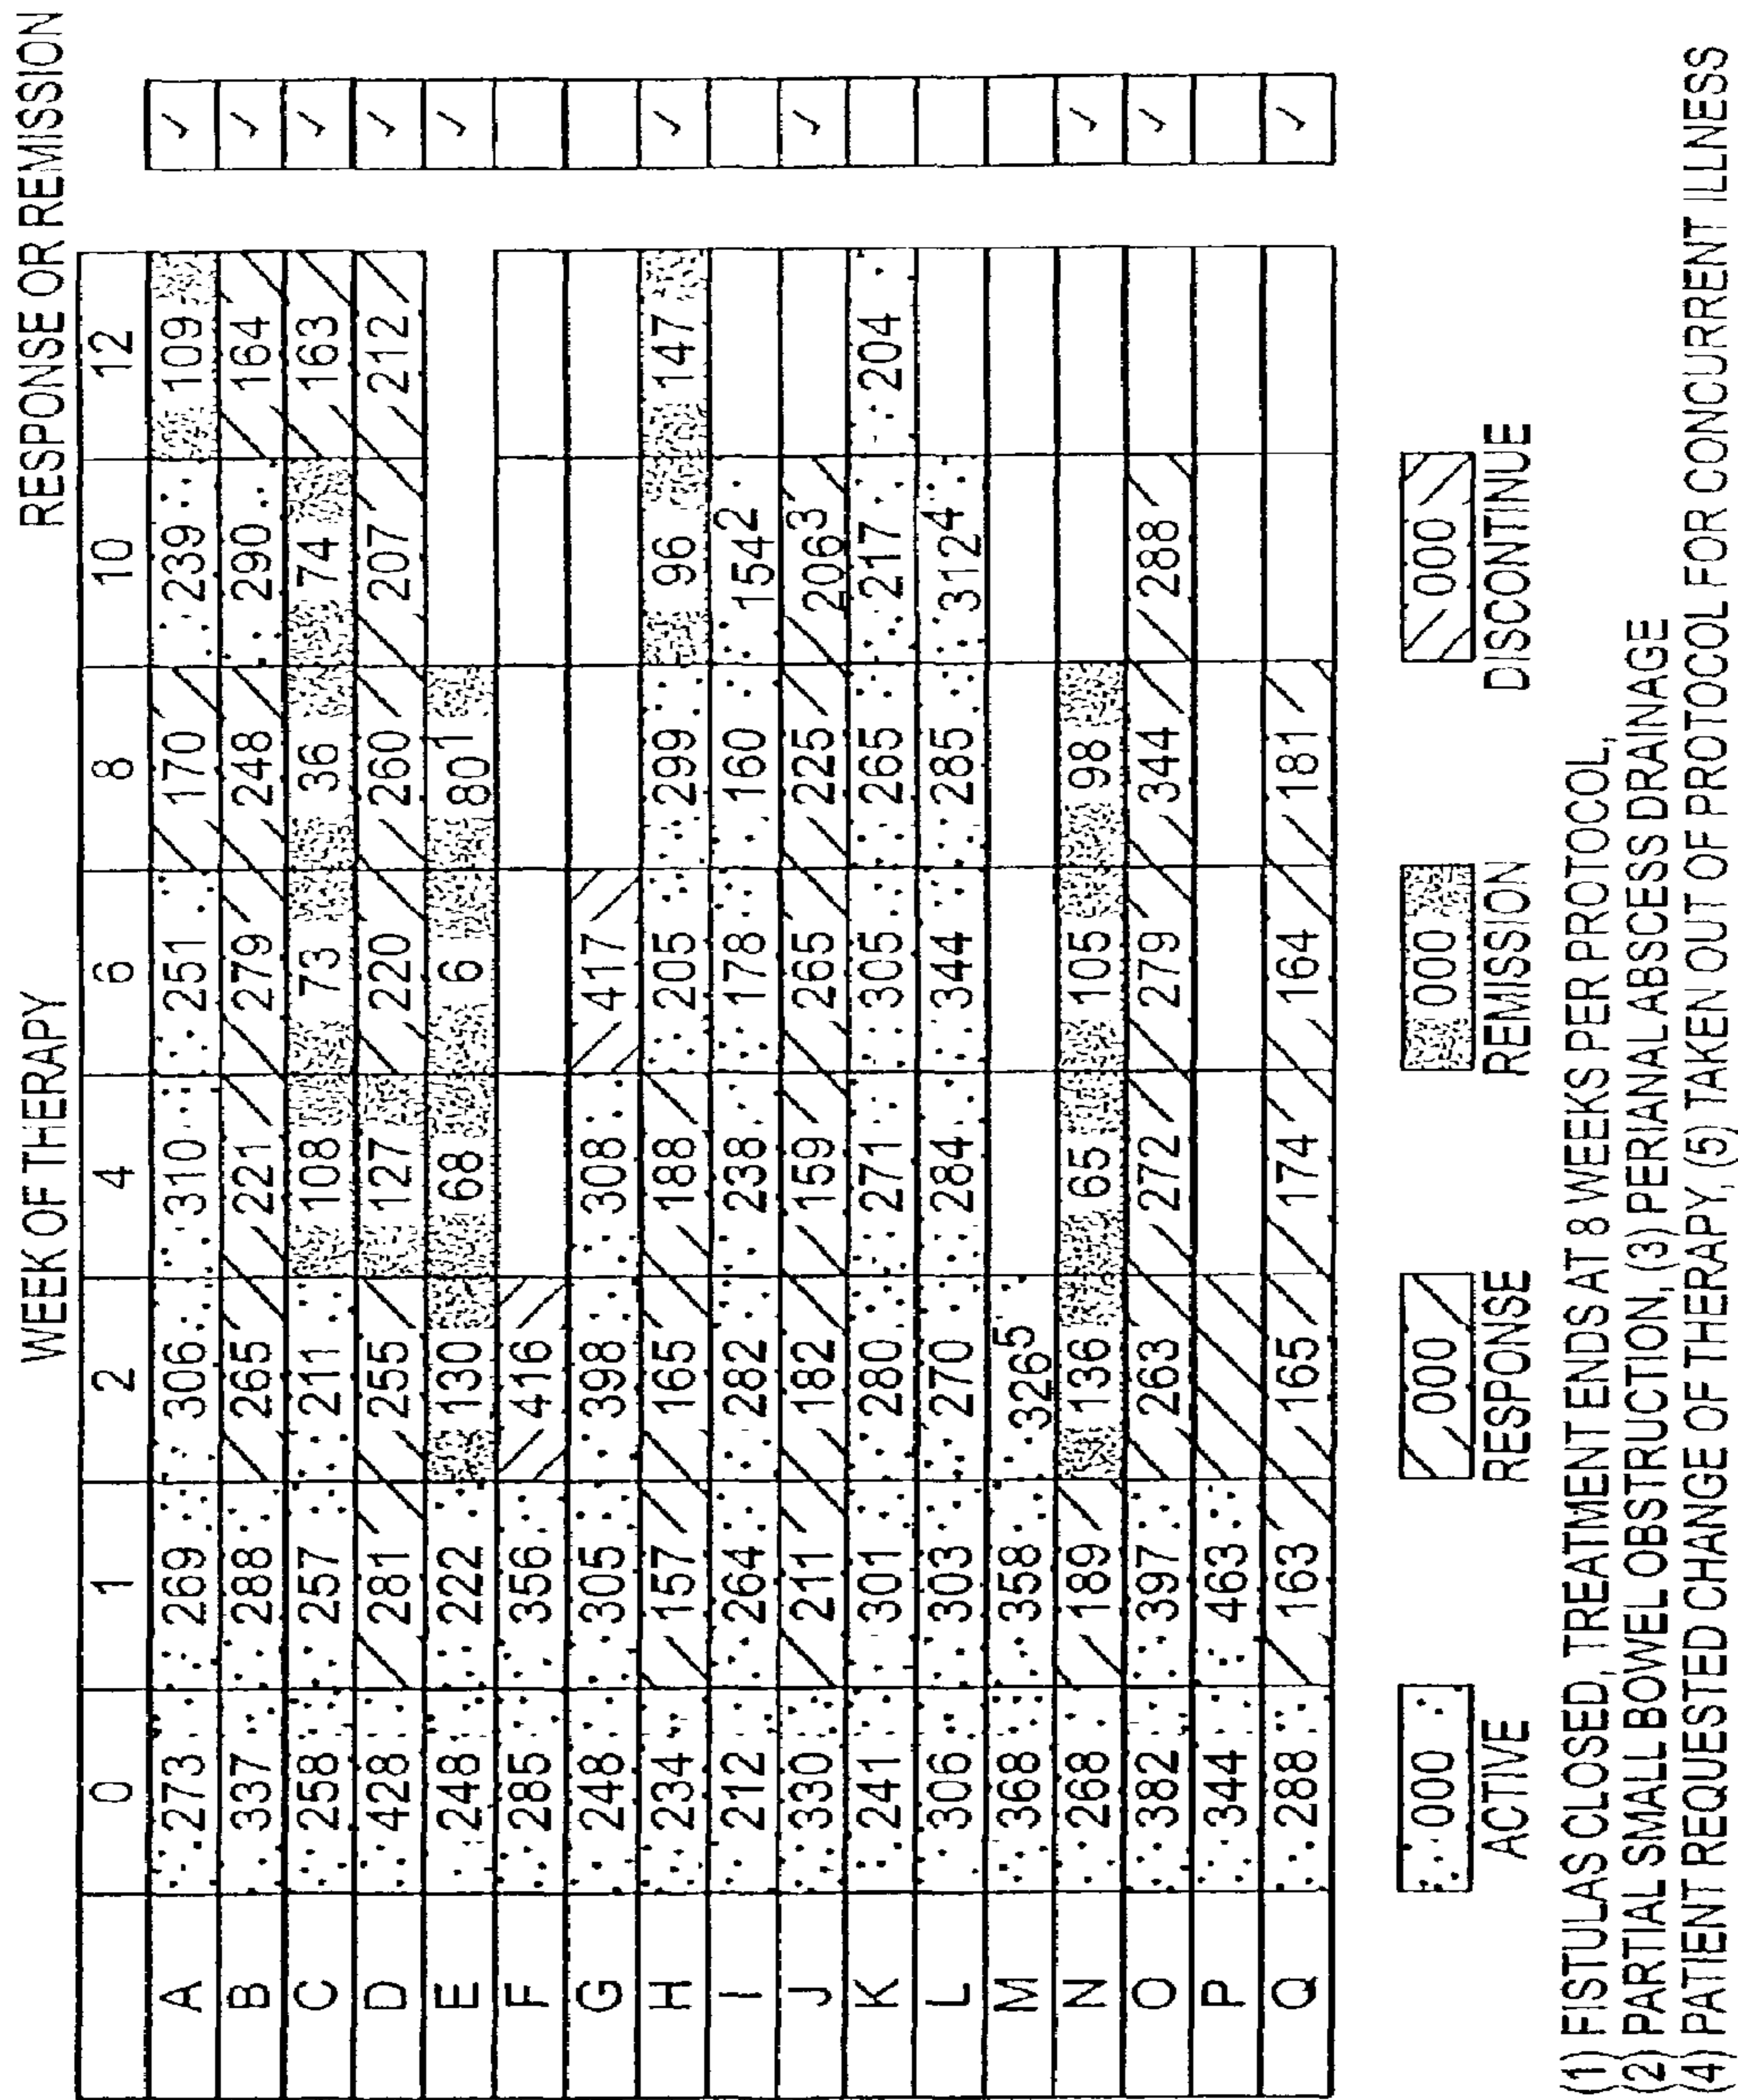 WEEK OF THERAPY RESPONSE OR REMISSION
0 1 2 4 6 8 10 12
A 273 269 306 310 251 170 239 109 ✓
B 337 288 265 221 279 248 290 164 ✓
C 258 257 211 108 73 36 74 163 ✓
D 428 281 255 127 220 260 207 212 ✓
E 248 222 130 68 6 80¹ ✓
F 285 356 416
G 248 305 398 308 417
H 234 157 165 188 205 299 96 147 ✓
I 212 264 282 238 178 160 154²
J 330 211 182 159 265 225 206³ ✓
K 241 301 280 271 305 265 217 204
L 306 303 270 284 344 285 312⁴
M 368 358 326⁵
N 268 189 136 65 105 98 ✓
O 382 397 263 272 279 344 288 ✓
P 344 463
Q 288 163 165 174 164 181 ✓
000 000 000 000
ACTIVE RESPONSE REMISSION DISCONTINUE
(1) FISTULAS CLOSED, TREATMENT ENDS AT 8 WEEKS PER PROTOCOL,
(2) PARTIAL SMALL BOWEL OBSTRUCTION, (3) PERIANAL ABSCESS DRAINAGE
(4) PATIENT REQUESTED CHANGE OF THERAPY, (5) TAKEN OUT OF PROTOCOL FOR CONCURRENT ILLNESS